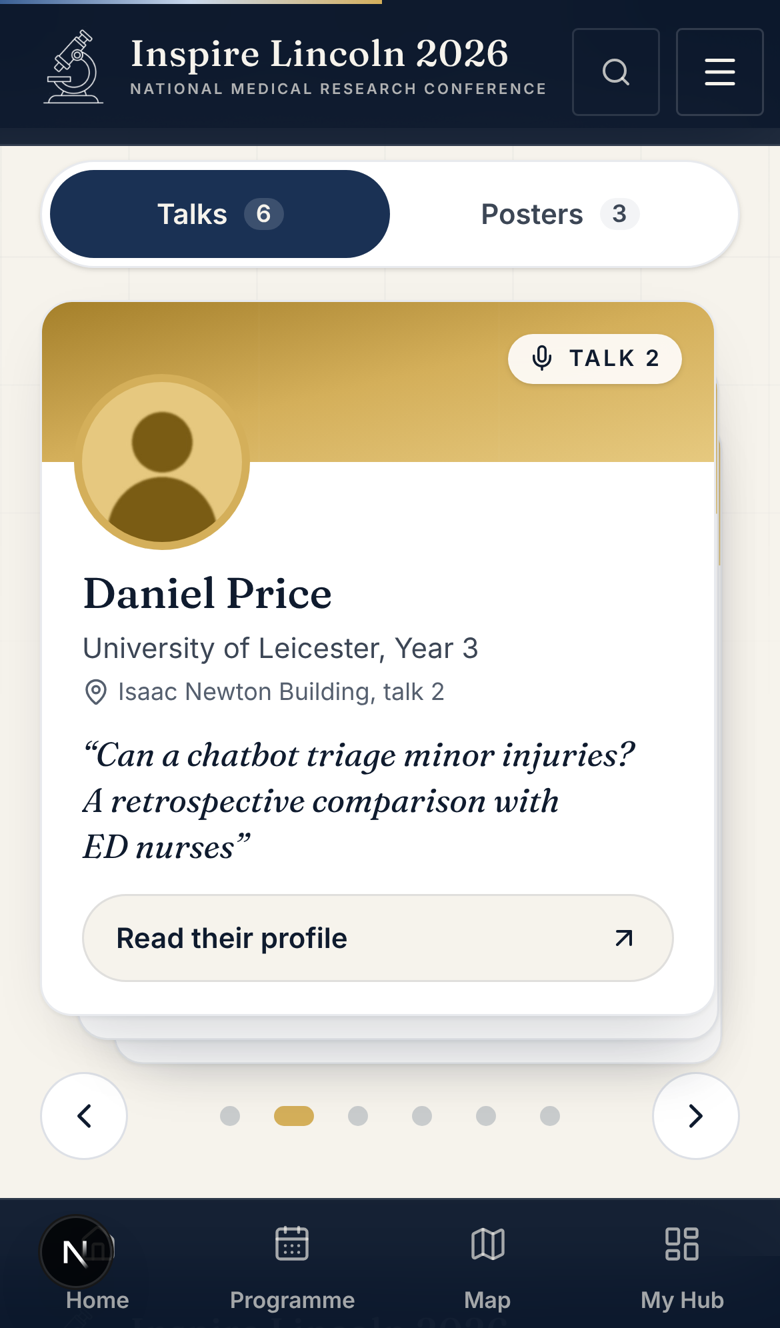 Inspire Lincoln 2026
NATIONAL MEDICAL RESEARCH CONFERENCE
Talks 6
Posters 3
TALK 2
Daniel Price
University of Leicester, Year 3
Isaac Newton Building, talk 2
“Can a chatbot triage minor injuries?
A retrospective comparison with
ED nurses”
Read their profile
N
Home
Programme
Map
My Hub